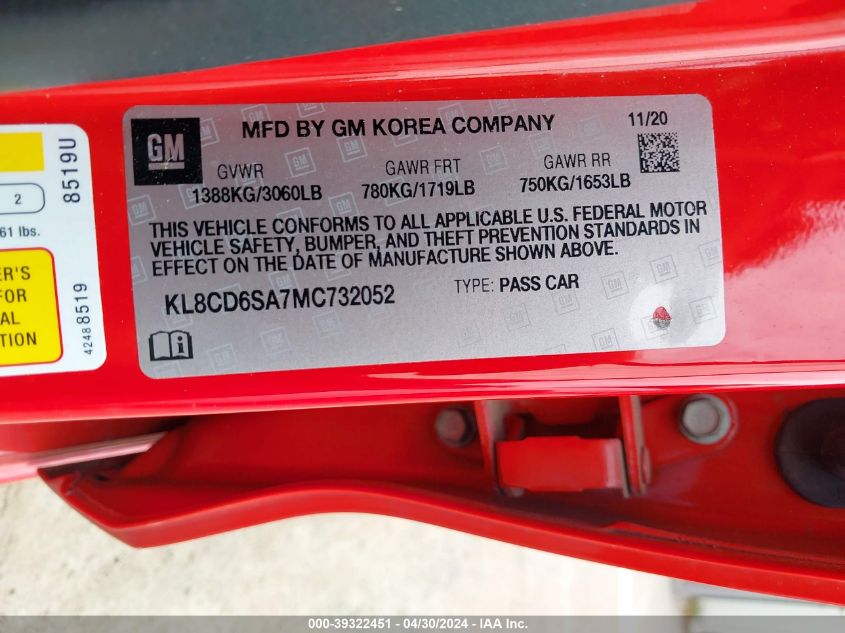 GM
MFD BY GM KOREA COMPANY
11/20
GVWR
GAWR FRT
GAWR RR
1388KG/3060LB
780KG/1719LB
750KG/1653LB
THIS VEHICLE CONFORMS TO ALL APPLICABLE U.S. FEDERAL MOTOR
VEHICLE SAFETY, BUMPER, AND THEFT PREVENTION STANDARDS IN
EFFECT ON THE DATE OF MANUFACTURE SHOWN ABOVE.
KL8CD6SA7MC732052
TYPE: PASS CAR
2
61 lbs.
ER'S
FOR
AL
TION
8519U
42488519
000-39322451 - 04/30/2024 - IAA Inc.